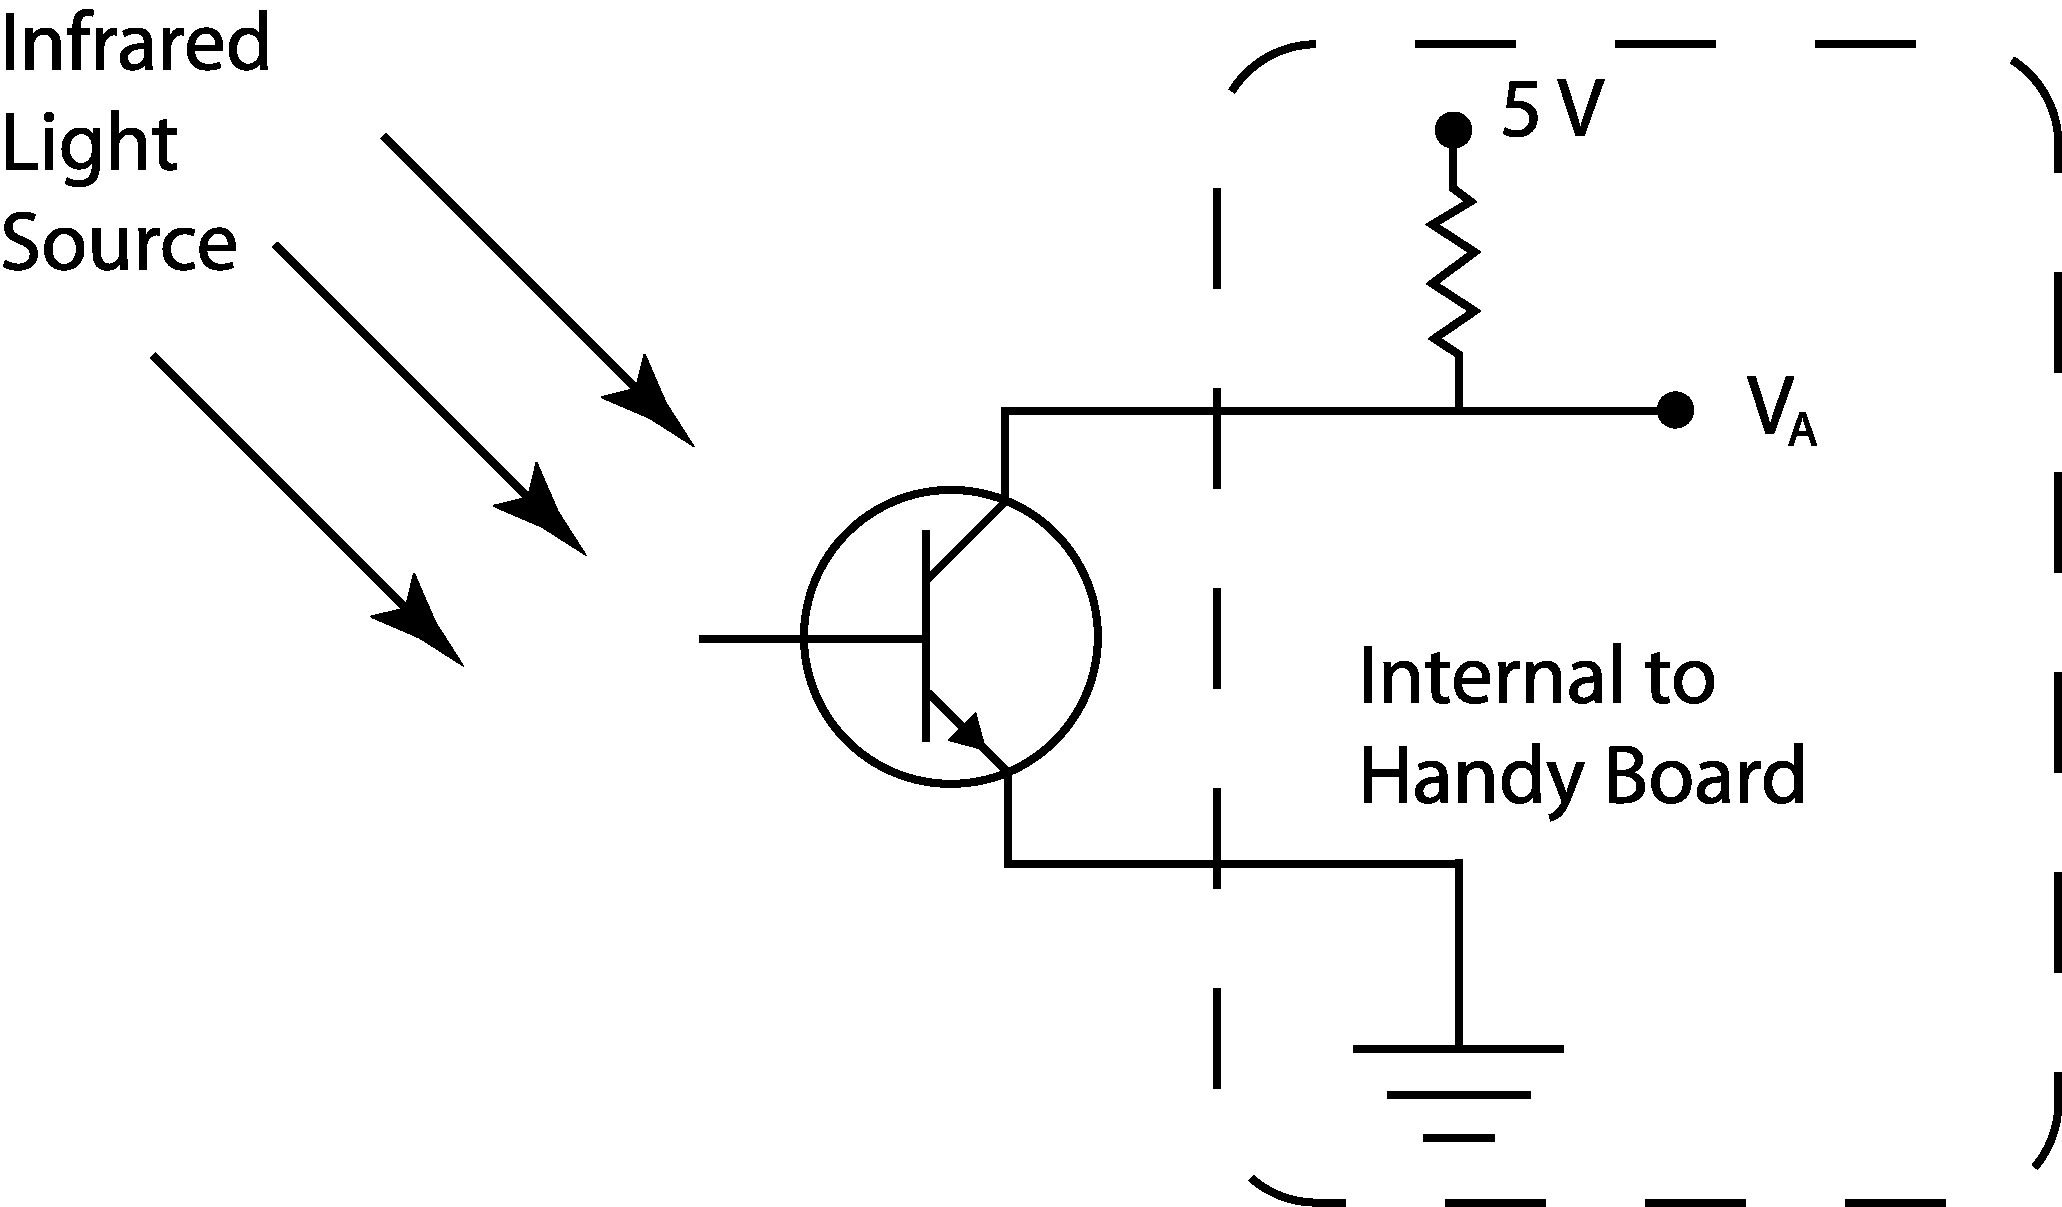 Infrared
Light
Source
5 V
VA
Internal to
Handy Board